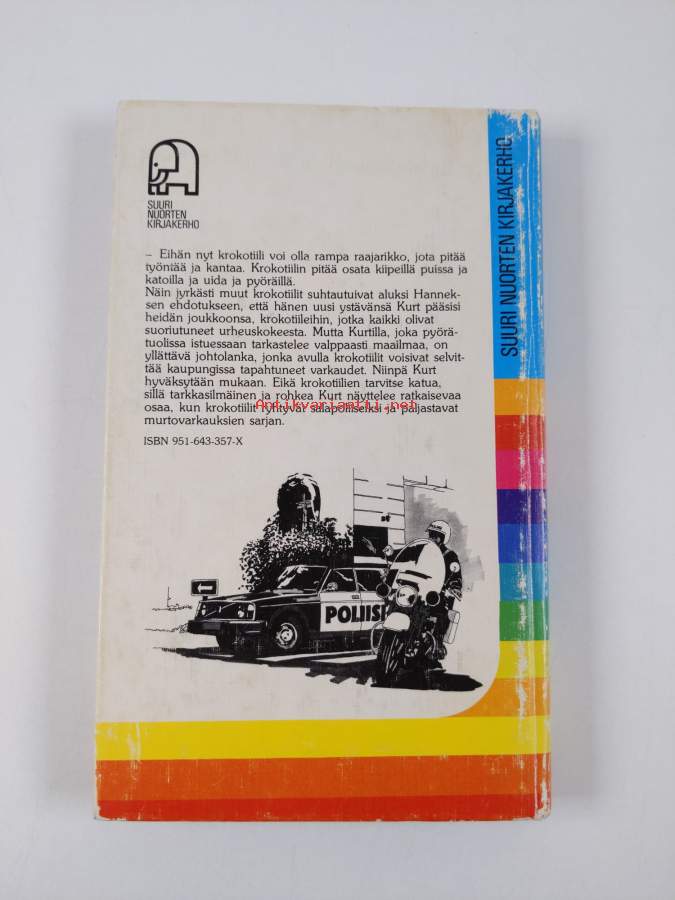 SUURI
NUORTEN
KIRJAKERHO
SUURI NUORTEN KIRJAKERHO
– Eihän nyt krokotiili voi olla rampa raajarikko, jota pitää
työntää ja kantaa. Krokotiilin pitää osata kiipeillä puissa ja
katoilla ja uida ja pyöräillä.
Näin jyrkästi muut krokotiilit suhtautuivat aluksi Hannek-
sen ehdotukseen, että hänen uusi ystävänsä Kurt pääsisi
heidän joukkoonsa, krokotiileihin, jotka kaikki olivat
suoriutuneet urheuskokeesta. Mutta Kurtilla, joka pyörä-
tuolissa istuessaan tarkastelee valppaasti maailmaa, on
yllättävä johtolanka, jonka avulla krokotiilit voisivat selvit-
tää kaupungissa tapahtuneet varkaudet. Niinpä Kurt
hyväksytään mukaan. Eikä krokotiilien tarvitse katua,
sillä tarkkasilmäinen ja rohkea Kurt näyttelee ratkaisevaa
osaa, kun krokotiilit ryhtyvät salapoliiseiksi ja paljastavat
Antikvariantti.net
murtovarkauksien sarjan.
ISBN 951-643-357-X
POLIISI